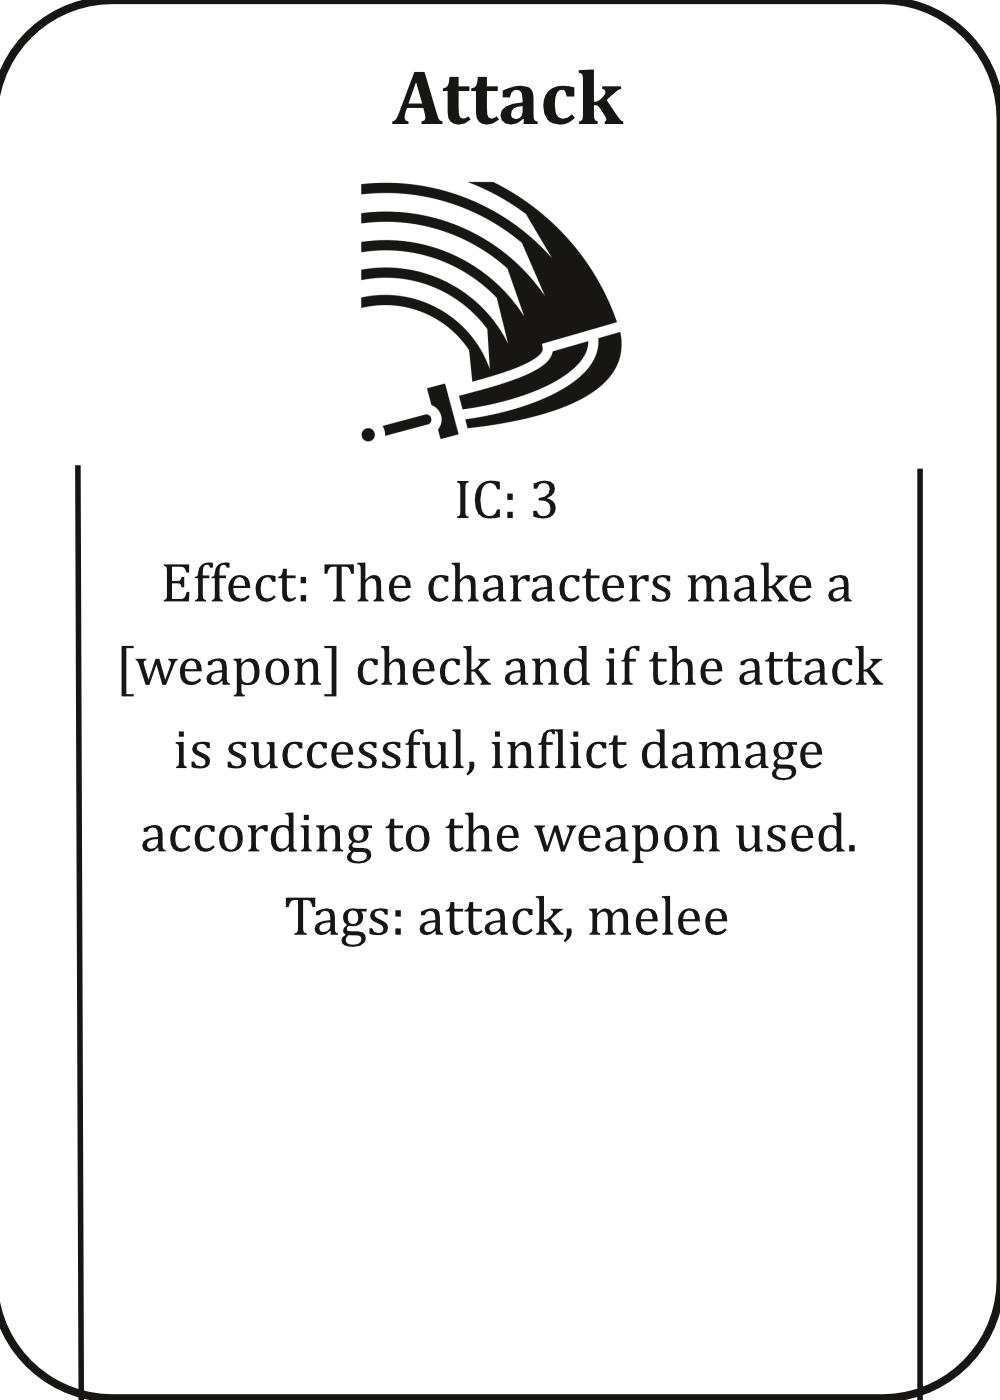 Attack
IC: 3
Effect: The characters make a
[weapon] check and if the attack
is successful, inflict damage
according to the weapon used.
Tags: attack, melee